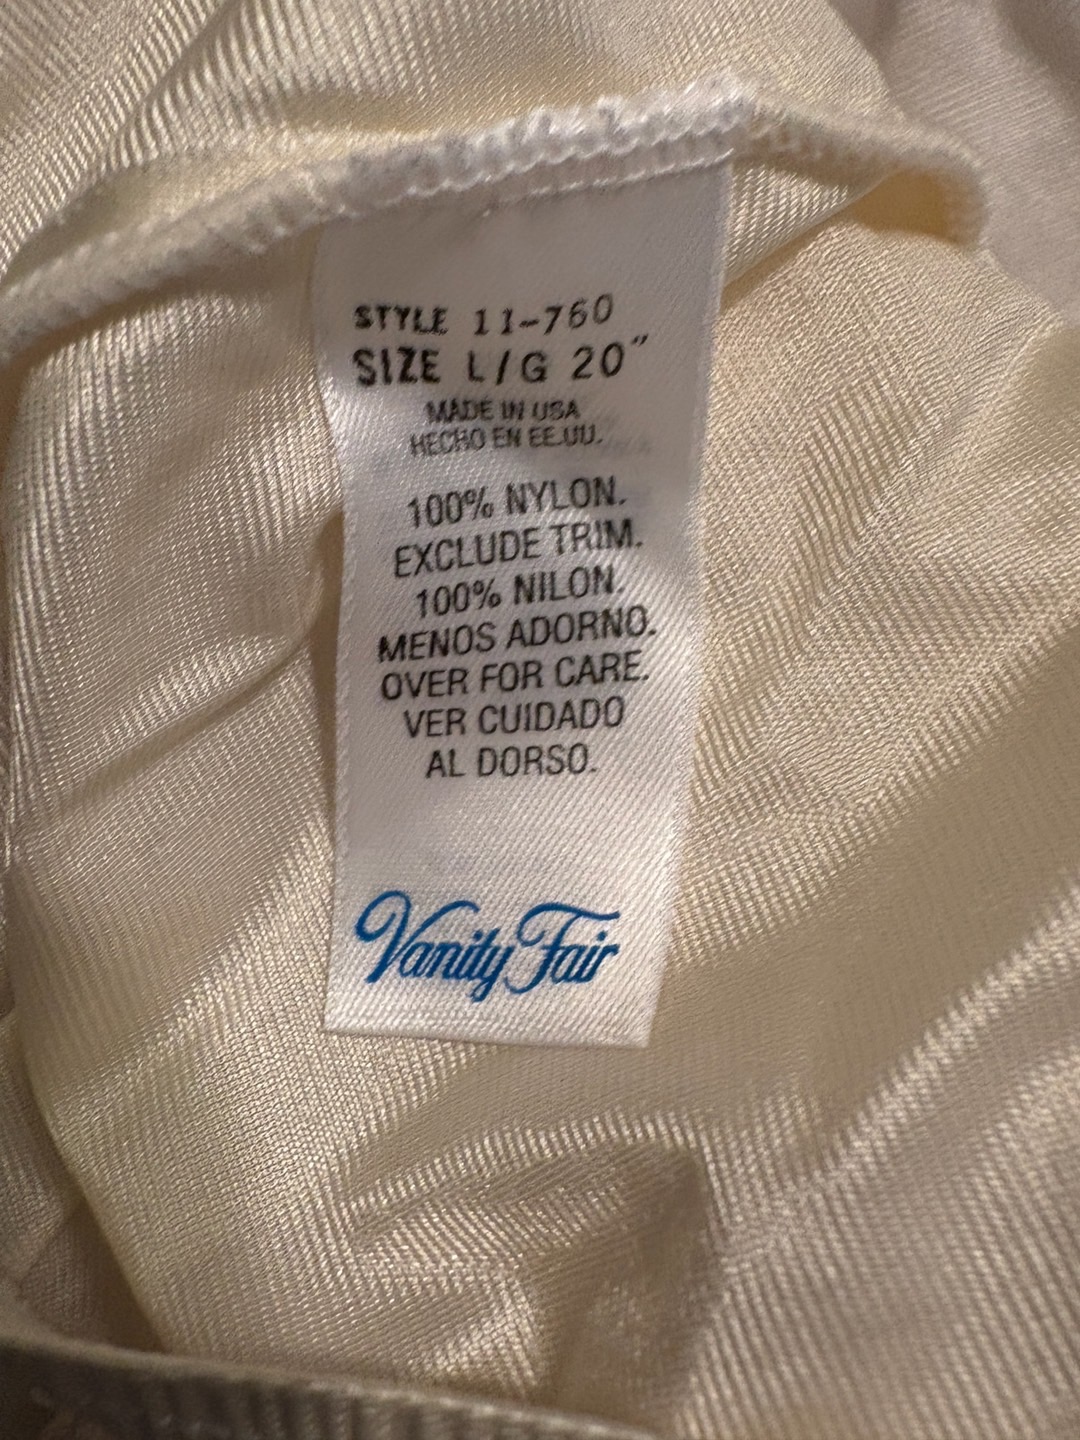 STYLE 11-760
SIZE L/G 20"
MADE IN USA
HECHO EN EE.UU.
100% NYLON.
EXCLUDE TRIM.
100% NILON.
MENOS ADORNO.
OVER FOR CARE.
VER CUIDADO
AL DORSO.
Vanity Fair